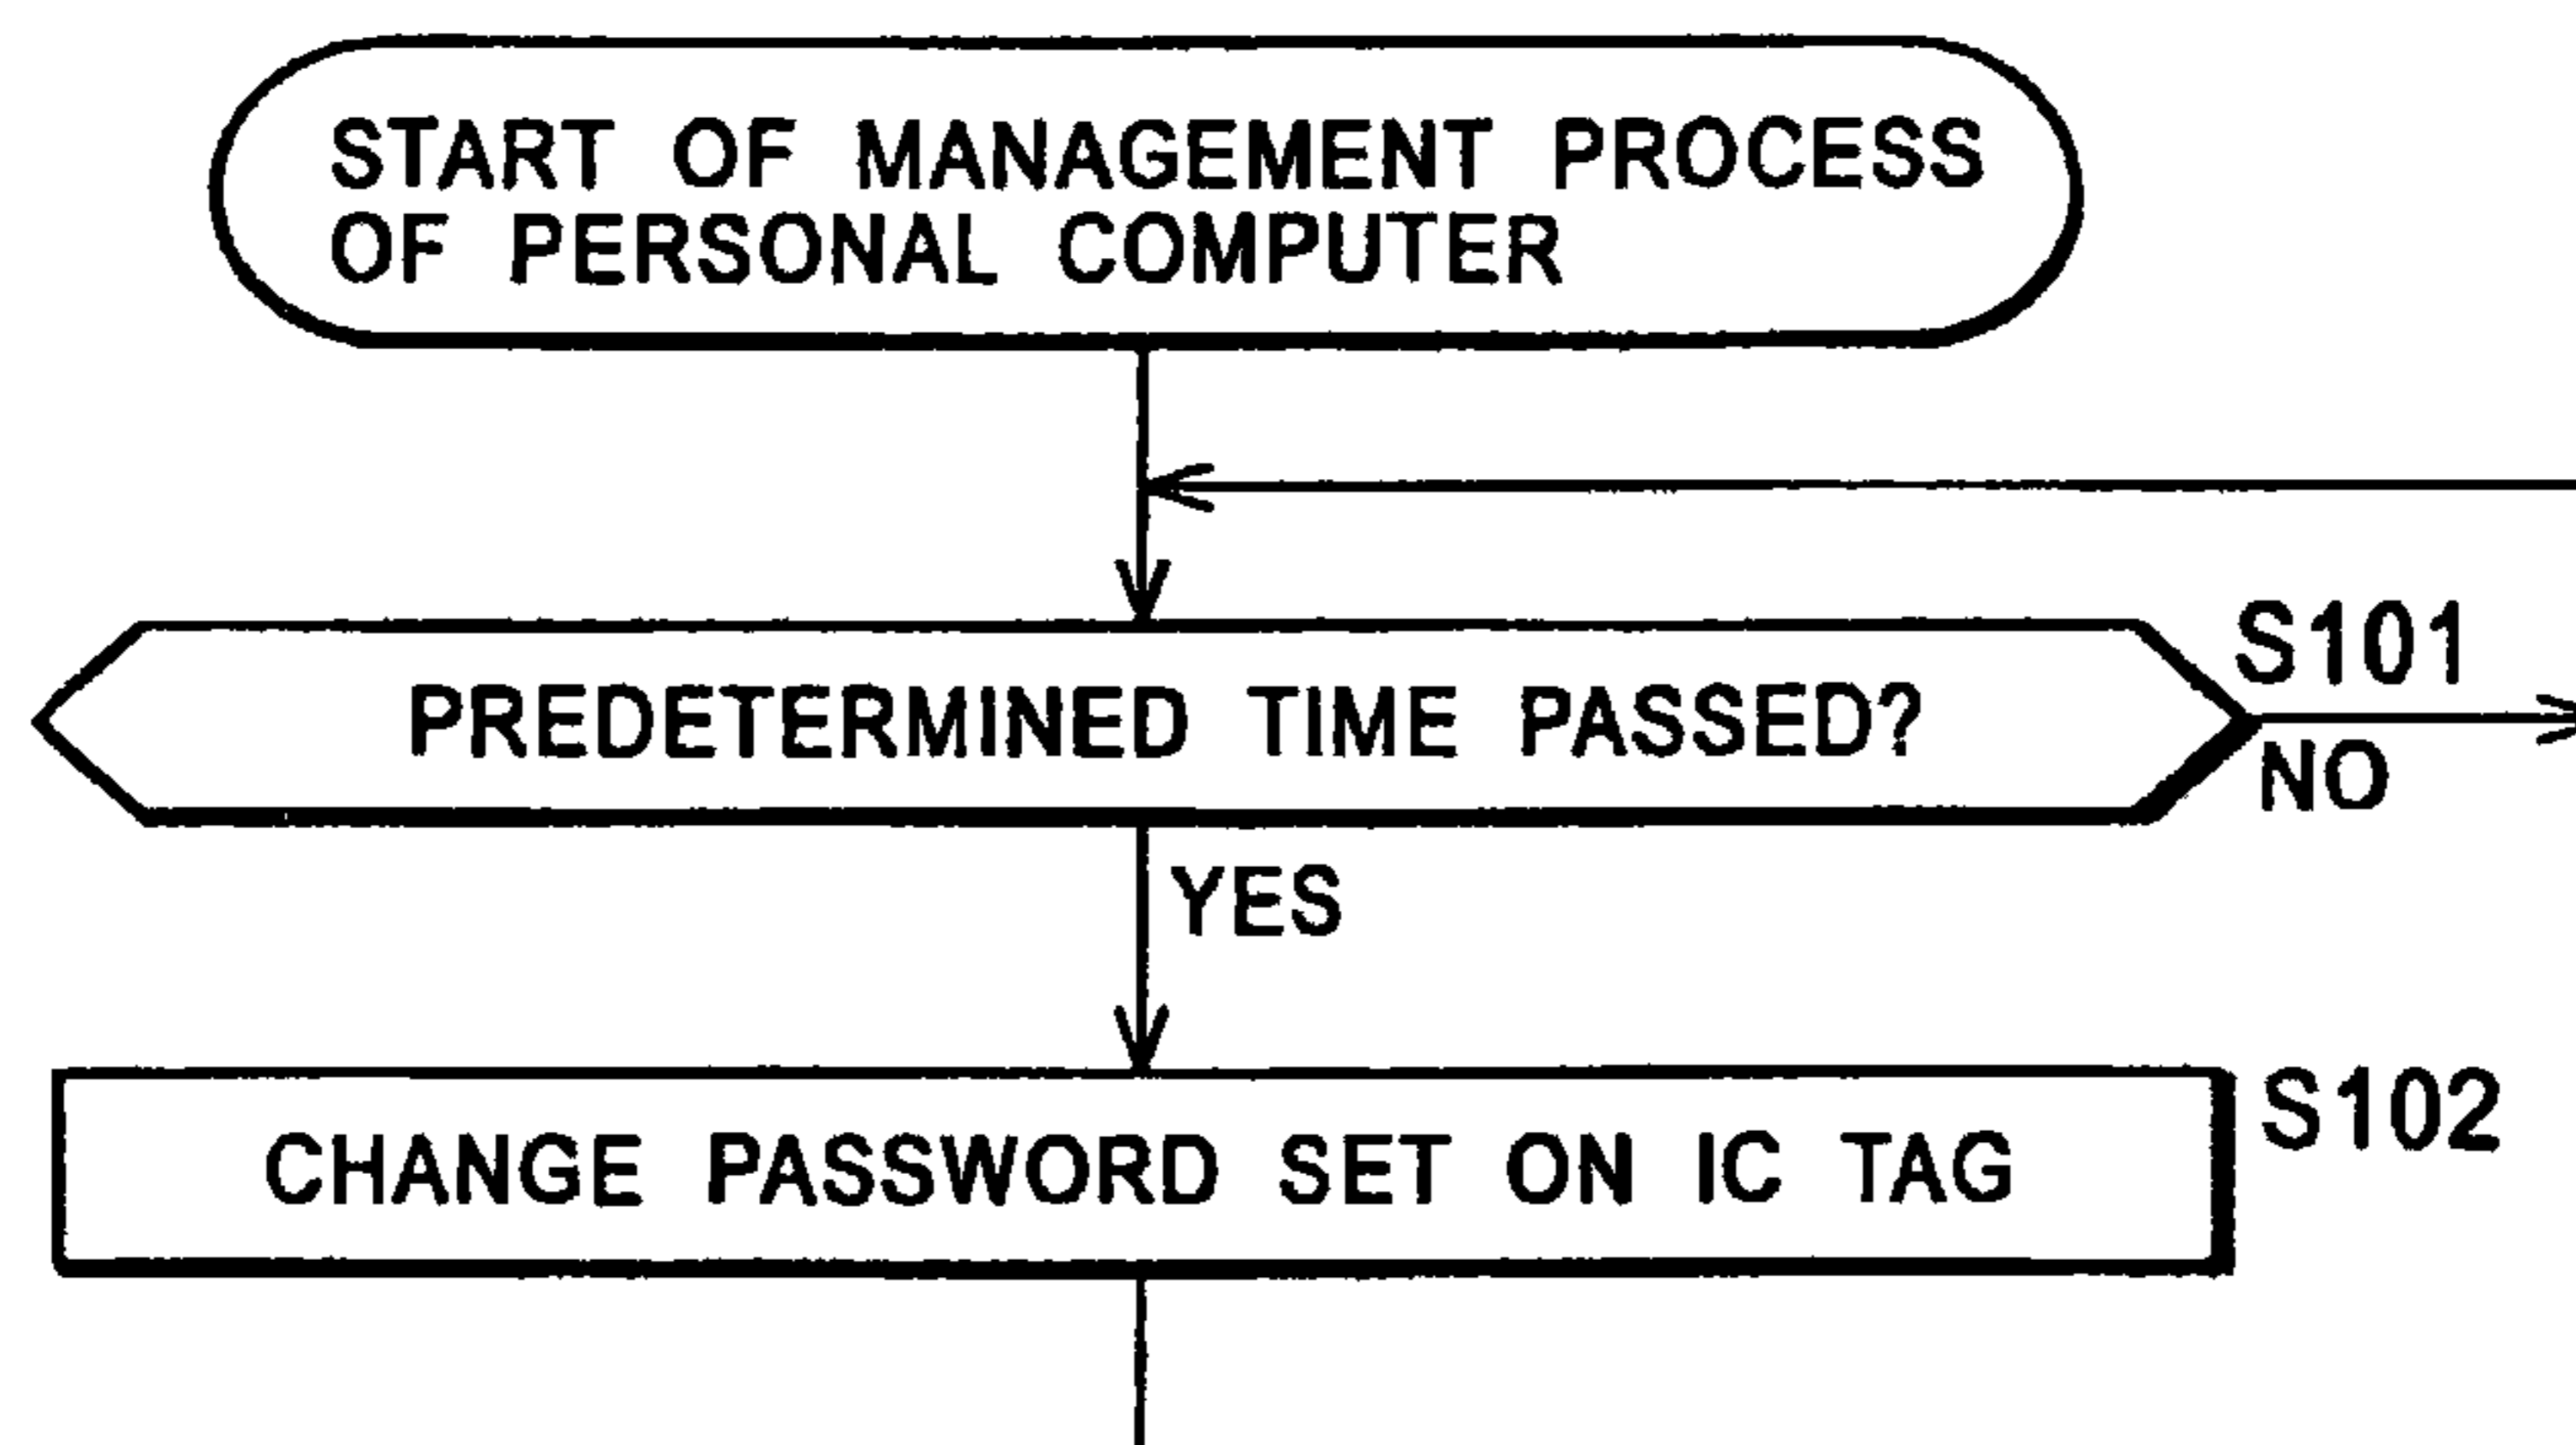 START OF MANAGEMENT PROCESS
OF PERSONAL COMPUTER
S101
PREDETERMINED TIME PASSED?
NO
YES
S102
CHANGE PASSWORD SET ON IC TAG